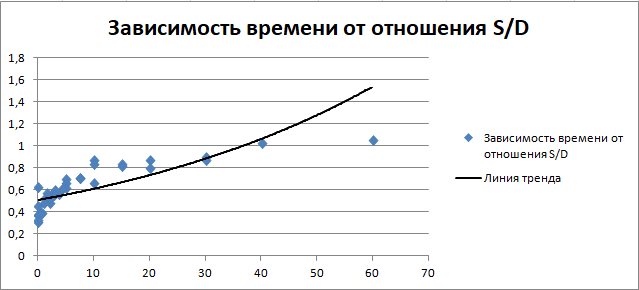 Зависимость времени от отношения S/D
1,8
1,6
1,4
1,2
1
0,8
0,6
0,4
0,2
0
0 10 20 30 40 50 60 70
Зависимость времени от
отношения S/D
Линия тренда